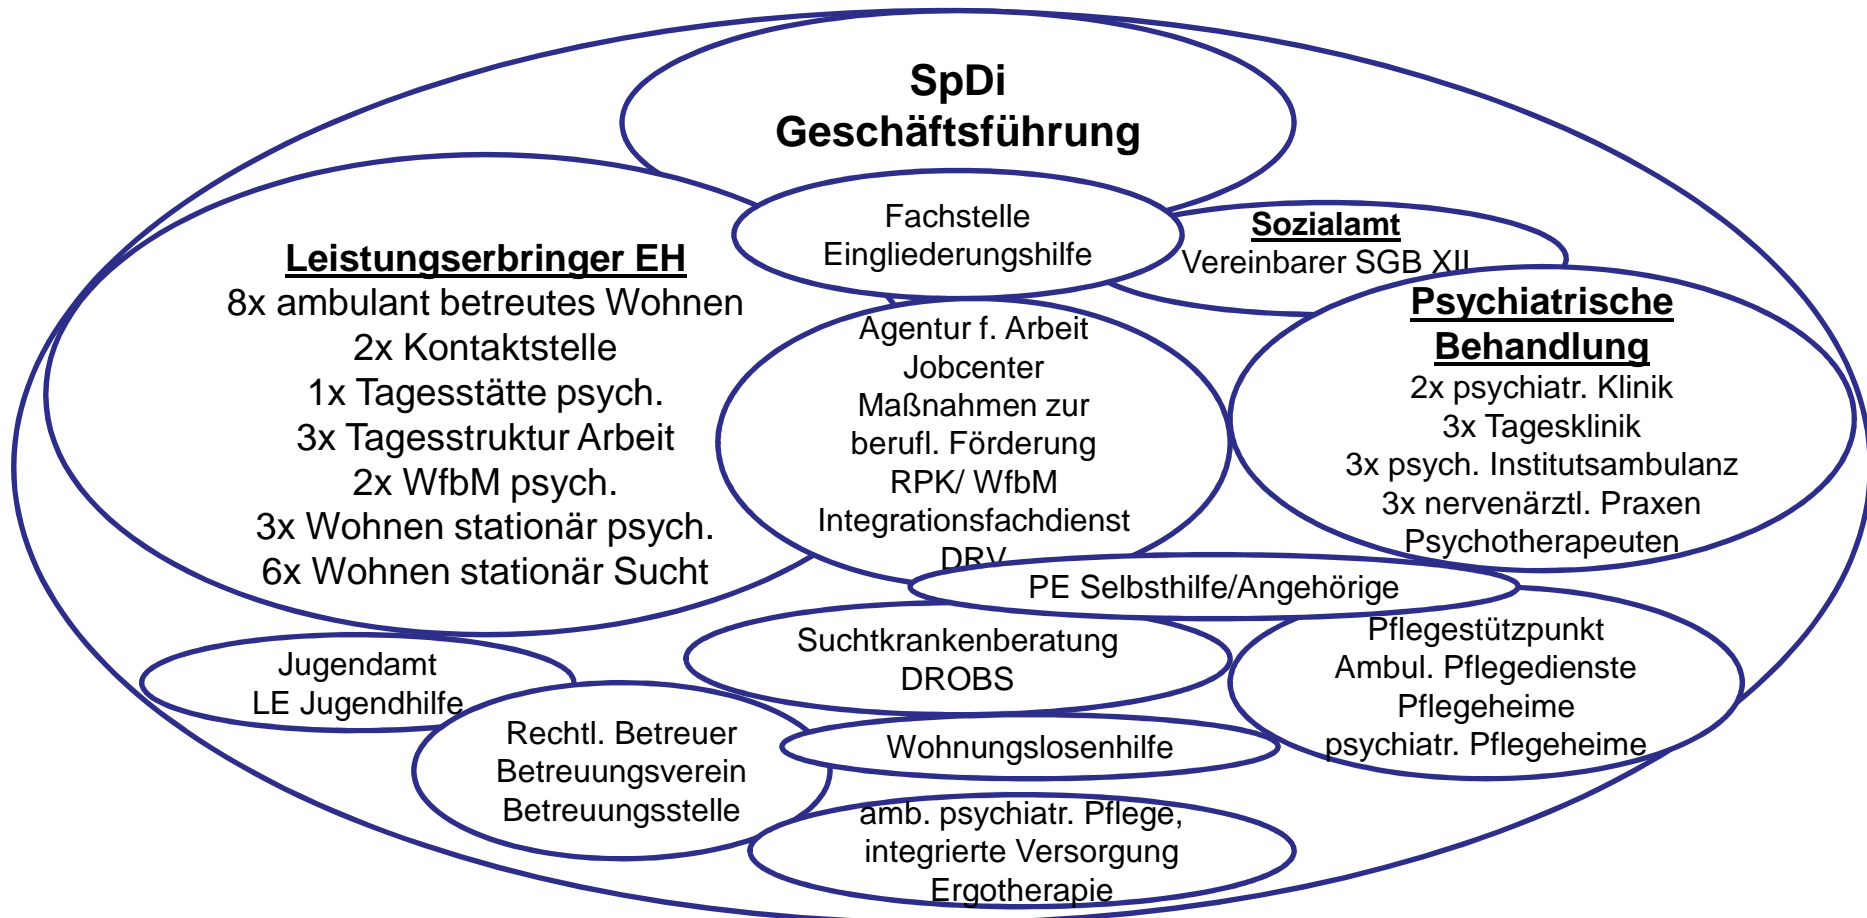 SpDi
Geschäftsführung
Fachstelle
Eingliederungshilfe
Sozialamt
Vereinbarer SGB XII
Leistungserbringer EH
8x ambulant betreutes Wohnen
2x Kontaktstelle
1x Tagesstätte psych.
3x Tagesstruktur Arbeit
2x WfbM psych.
3x Wohnen stationär psych.
6x Wohnen stationär Sucht
Agentur f. Arbeit
Jobcenter
Maßnahmen zur
berufl. Förderung
RPK/ WfbM
Integrationsfachdienst
DRV
Psychiatrische
Behandlung
2x psychiatr. Klinik
3x Tagesklinik
3x psych. Institutsambulanz
3x nervenärztl. Praxen
Psychotherapeuten
PE Selbsthilfe/Angehörige
Jugendamt
LE Jugendhilfe
Suchtkrankenberatung
DROBS
Pflegestützpunkt
Ambul. Pflegedienste
Pflegeheime
psychiatr. Pflegeheime
Rechtl. Betreuer
Betreuungsverein
Betreuungsstelle
Wohnungslosenhilfe
amb. psychiatr. Pflege,
integrierte Versorgung
Ergotherapie